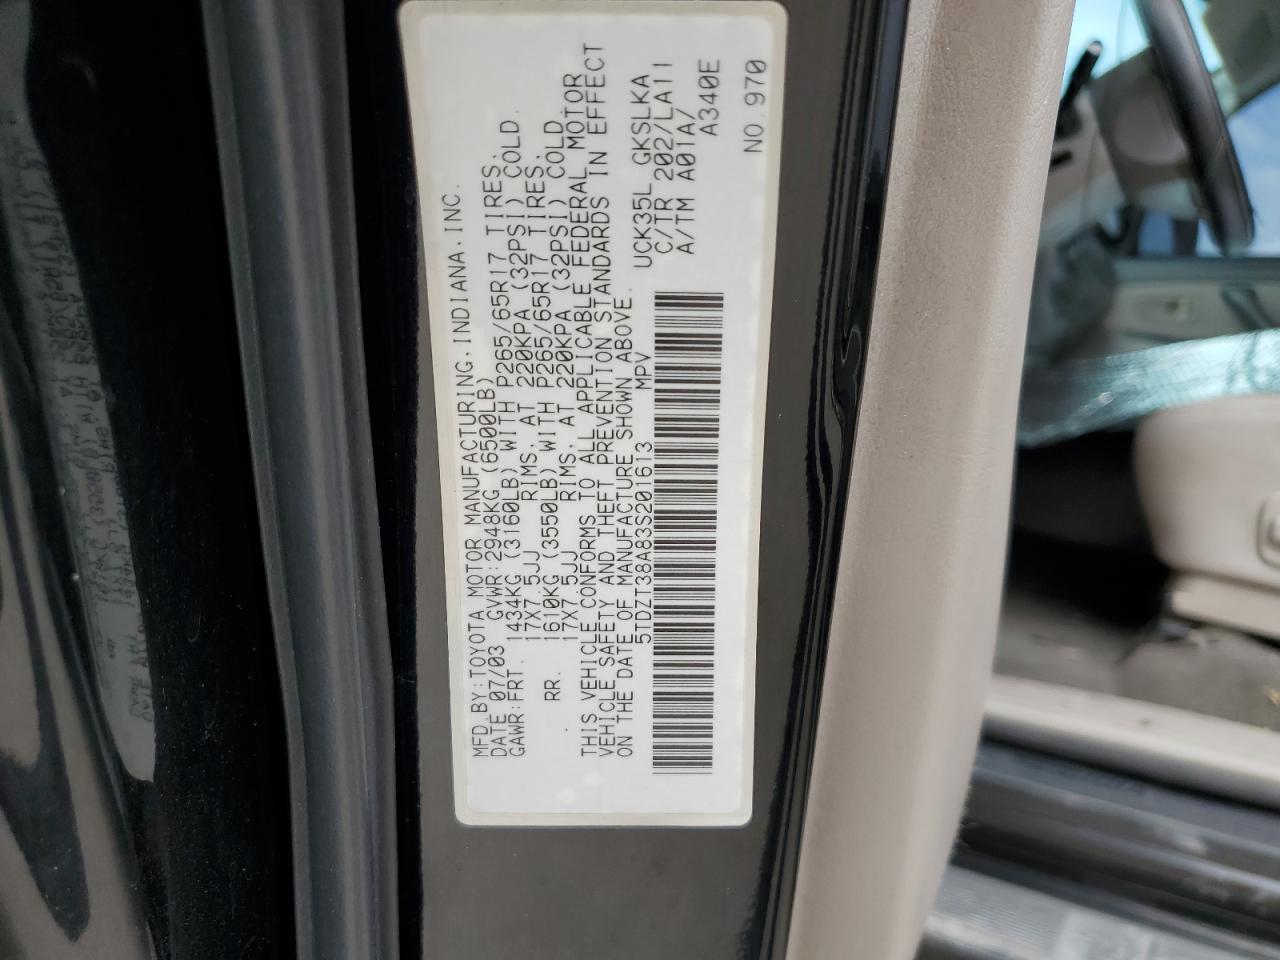 MFD.BY:TOYOTA MOTOR MANUFACTURING.INDIANA.INC.
DATE 07/03 GVWR:2948KG(6500LB)
GAWR:FRT. 1434KG(3160LB) WITH P265/65R17 TIRES.
17X7.5JJ RIMS. AT 220KPA(32PSI) COLD.
RR. 1610KG(3550LB)WITH P265/65R17 TIRES.
17X7.5JJ RIMS. AT 220KPA(32PSI) COLD.
THIS VEHICLE CONFORMS TO ALL APPLICABLE FEDERAL MOTOR
VEHICLE SAFETY AND THEFT PREVENTION STANDARDS IN EFFECT
ON THE DATE OF MANUFACTURE SHOWN ABOVE.
5TDZT38A83S201613 MPV
UCK35L GKSLKA
C/TR 202/LA11
A/TM A01A/
A340E
NO.970